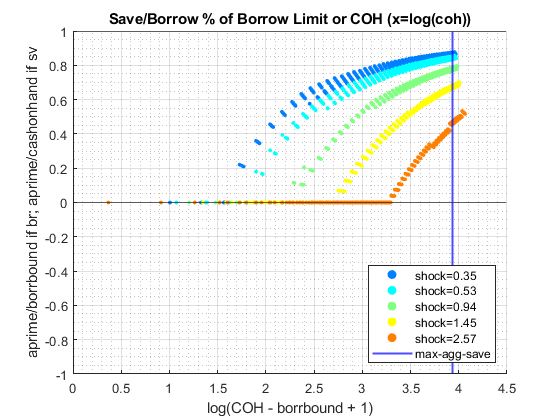 Save/Borrow % of Borrow Limit or COH (x=log(coh))
aprime/borrbound if br; aprime/cashonhand if sv
1
0.8
0.6
0.4
0.2
0
-0.2
-0.4
-0.6
-0.8
-1
0 0.5 1 1.5 2 2.5 3 3.5 4 4.5
log(COH - borrbound + 1)
shock=0.35
shock=0.53
shock=0.94
shock=1.45
shock=2.57
max-agg-save